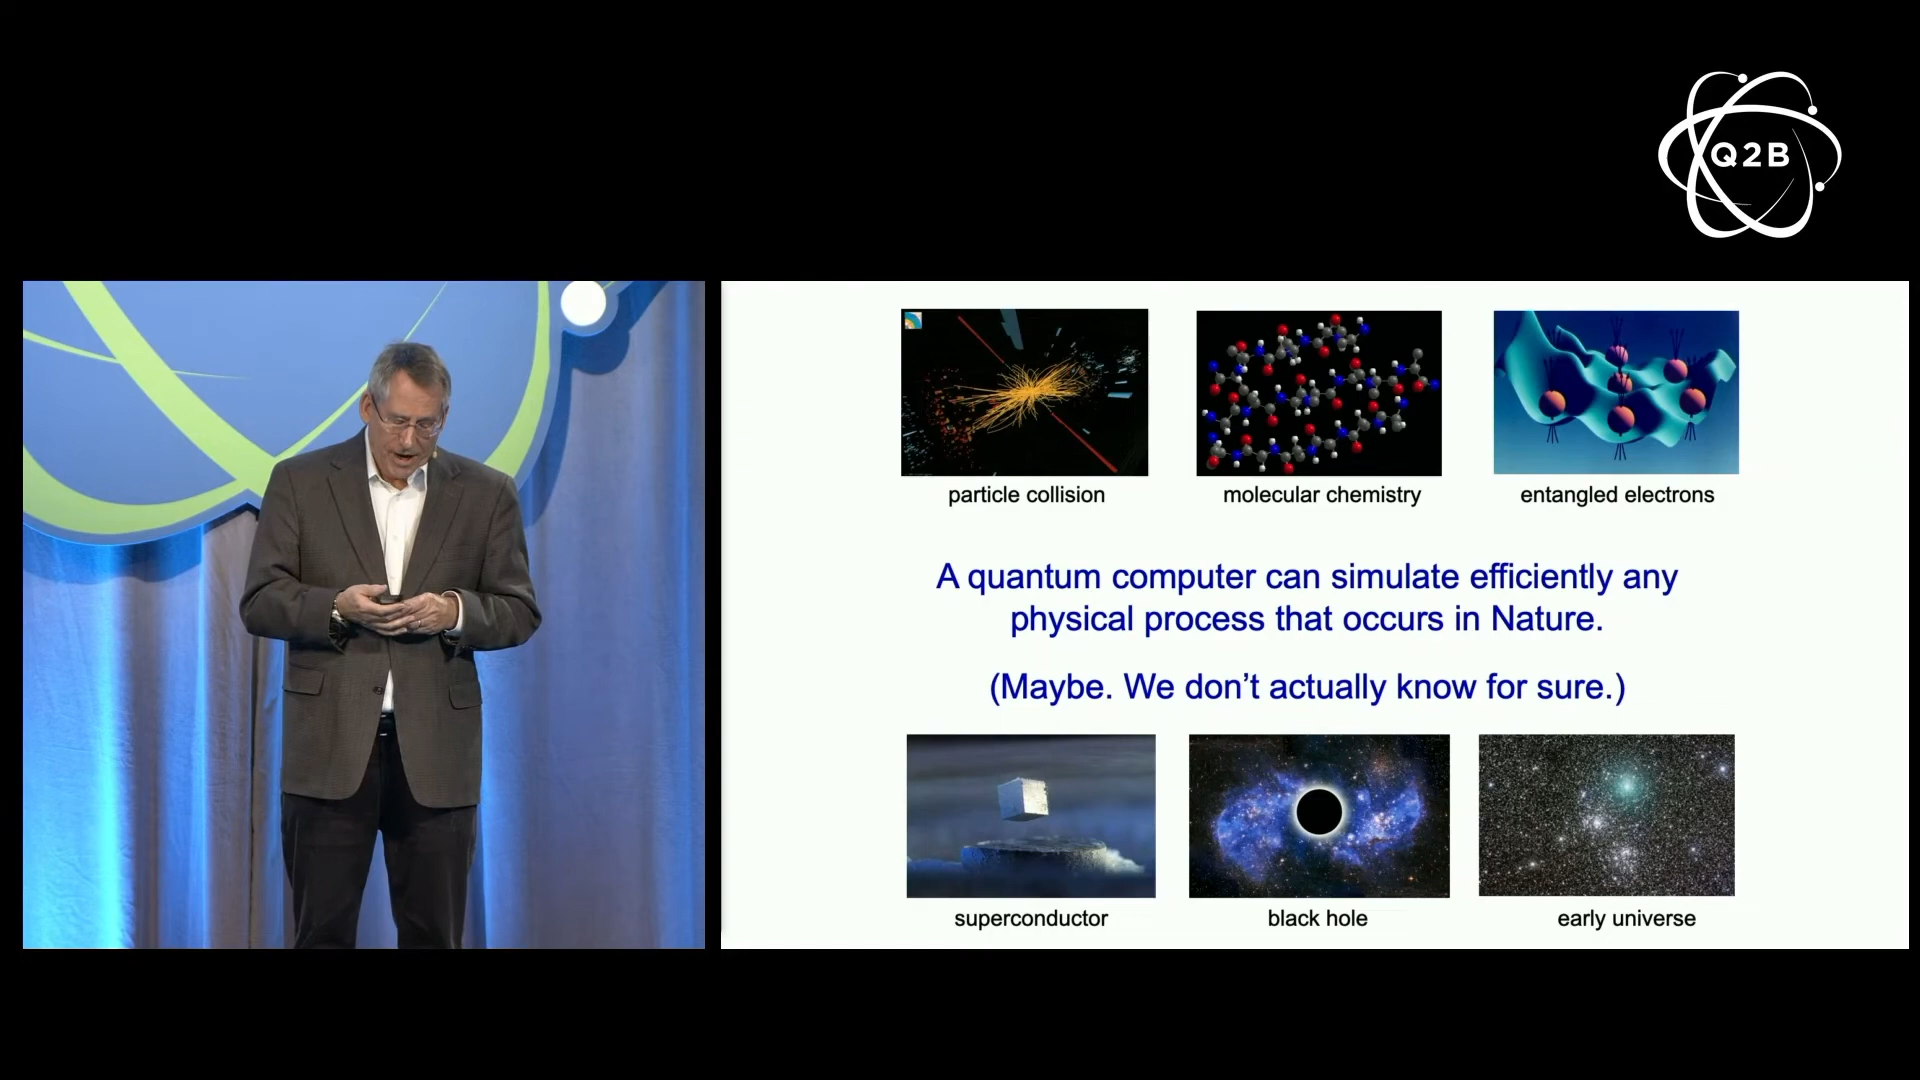 Q2B
particle collision
molecular chemistry
entangled electrons
A quantum computer can simulate efficiently any
physical process that occurs in Nature.
(Maybe. We don’t actually know for sure.)
superconductor
black hole
early universe